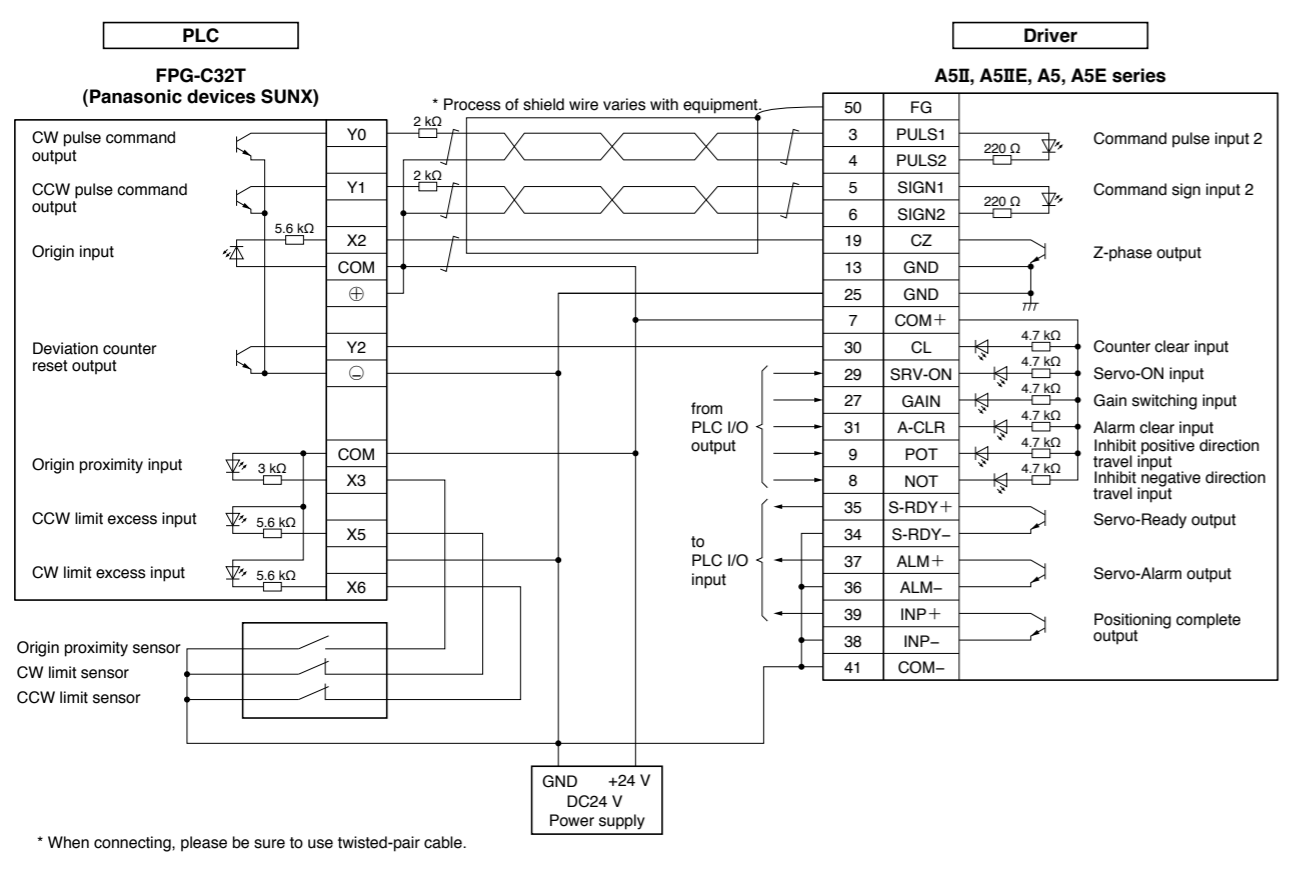 PLC
Driver
FPG-C32T
(Panasonic devices SUNX)
A5II, A5IIE, A5, A5E series
* Process of shield wire varies with equipment.
CW pulse command
output
CCW pulse command
output
Origin input
Deviation counter
reset output
Origin proximity input
CCW limit excess input
CW limit excess input
5.6 kΩ
3 kΩ
5.6 kΩ
5.6 kΩ
Y0
Y1
X2
COM
⊕
Y2
⊖
COM
X3
X5
X6
2 kΩ
2 kΩ
from
PLC I/O
output
to
PLC I/O
input
50 FG
3 PULS1
4 PULS2
5 SIGN1
6 SIGN2
19 CZ
13 GND
25 GND
7 COM+
30 CL
29 SRV-ON
27 GAIN
31 A-CLR
9 POT
8 NOT
35 S-RDY+
34 S-RDY−
37 ALM+
36 ALM−
39 INP+
38 INP−
41 COM−
220 Ω
220 Ω
4.7 kΩ
4.7 kΩ
4.7 kΩ
4.7 kΩ
4.7 kΩ
4.7 kΩ
Command pulse input 2
Command sign input 2
Z-phase output
Counter clear input
Servo-ON input
Gain switching input
Alarm clear input
Inhibit positive direction
travel input
Inhibit negative direction
travel input
Servo-Ready output
Servo-Alarm output
Positioning complete
output
Origin proximity sensor
CW limit sensor
CCW limit sensor
GND +24 V
DC24 V
Power supply
* When connecting, please be sure to use twisted-pair cable.